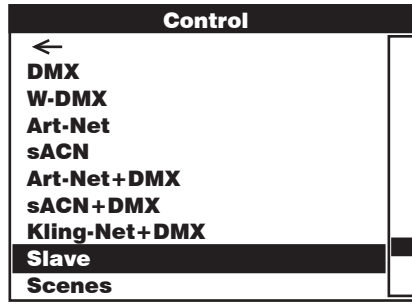 Control
←
DMX
W-DMX
Art-Net
sACN
Art-Net+DMX
sACN+DMX
Kling-Net+DMX
Slave
Scenes